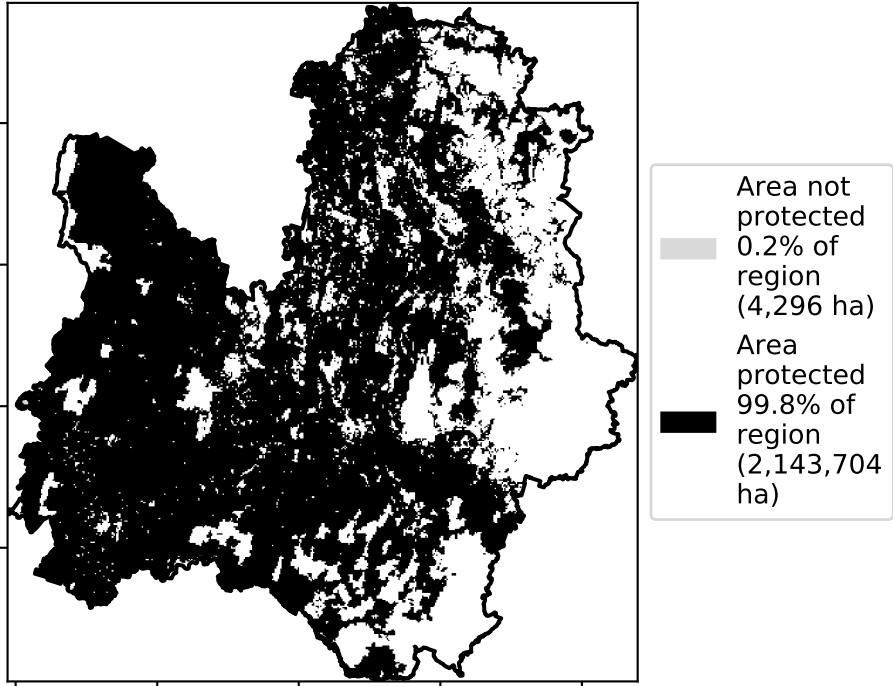 Area not
protected
0.2% of
region
(4,296 ha)
Area
protected
99.8% of
region
(2,143,704
ha)